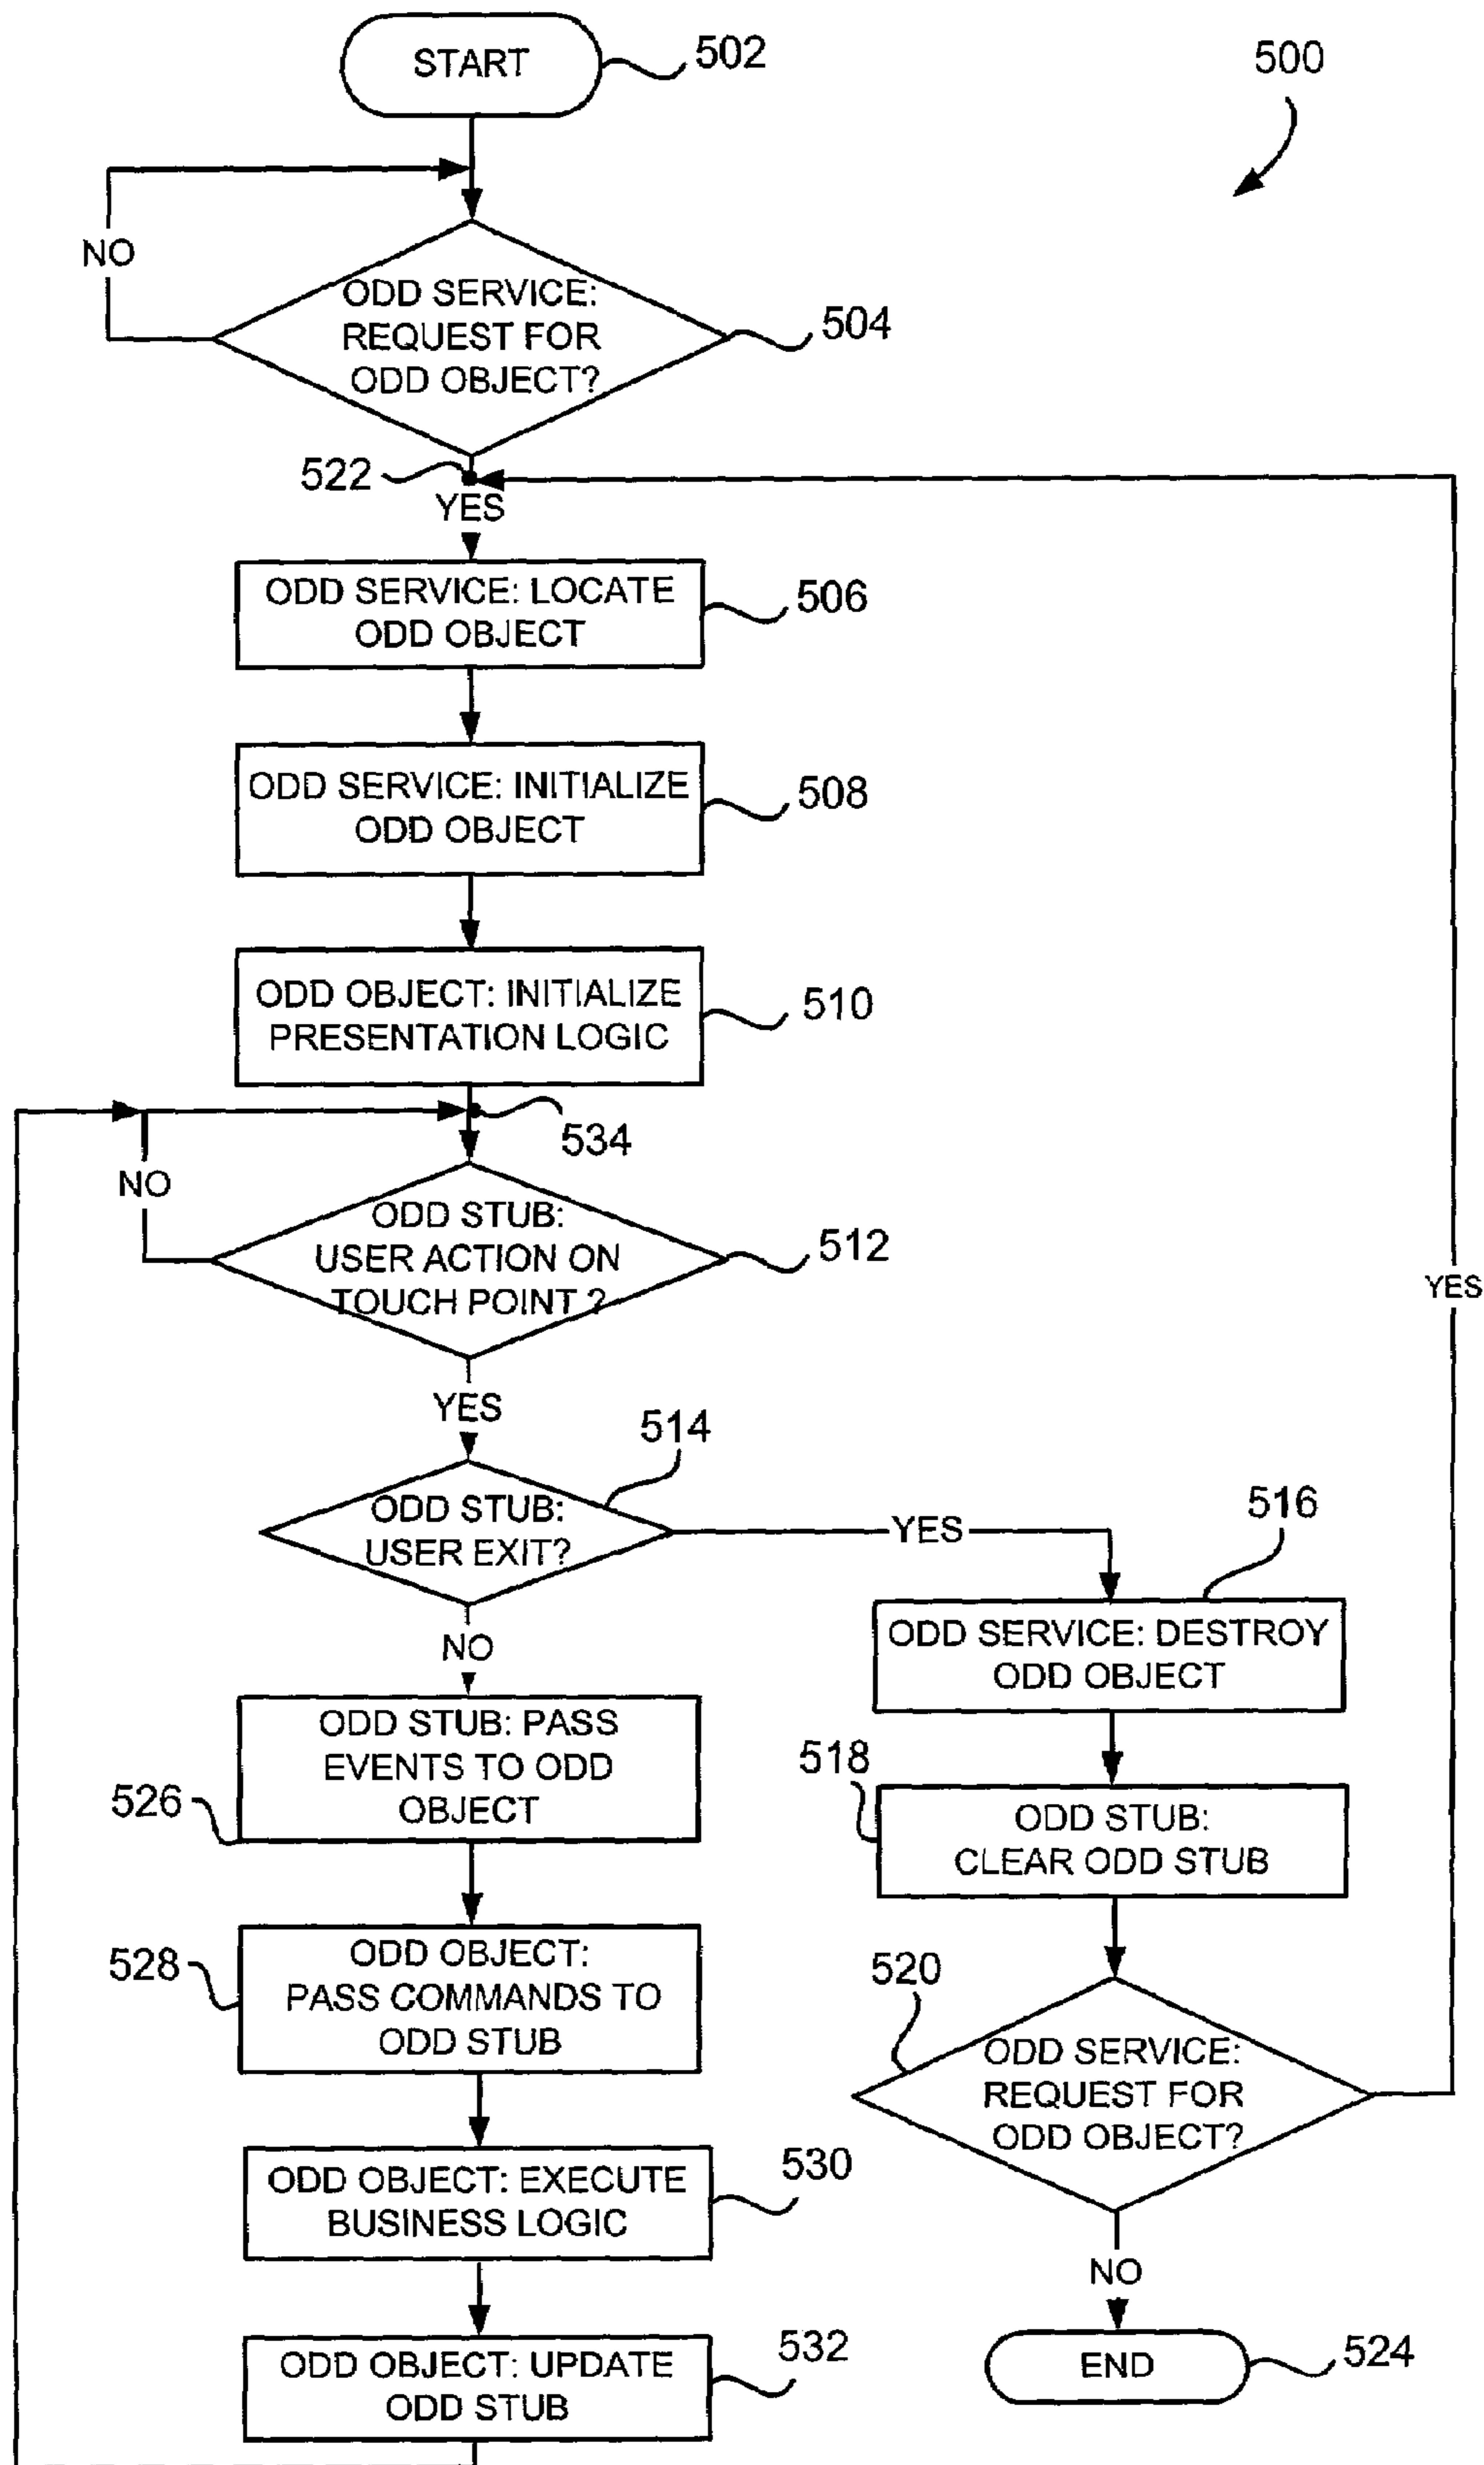 START
502
500
NO
ODD SERVICE:
REQUEST FOR
ODD OBJECT?
504
522
YES
ODD SERVICE: LOCATE
ODD OBJECT
506
ODD SERVICE: INITIALIZE
ODD OBJECT
508
ODD OBJECT: INITIALIZE
PRESENTATION LOGIC
510
534
NO
ODD STUB:
USER ACTION ON
TOUCH POINT ?
512
YES
YES
514
ODD STUB:
USER EXIT?
YES
516
NO
ODD SERVICE: DESTROY
ODD OBJECT
ODD STUB: PASS
EVENTS TO ODD
OBJECT
526
518
ODD STUB:
CLEAR ODD STUB
528
ODD OBJECT:
PASS COMMANDS TO
ODD STUB
520
ODD SERVICE:
REQUEST FOR
ODD OBJECT?
ODD OBJECT: EXECUTE
BUSINESS LOGIC
530
NO
ODD OBJECT: UPDATE
ODD STUB
532
END
524